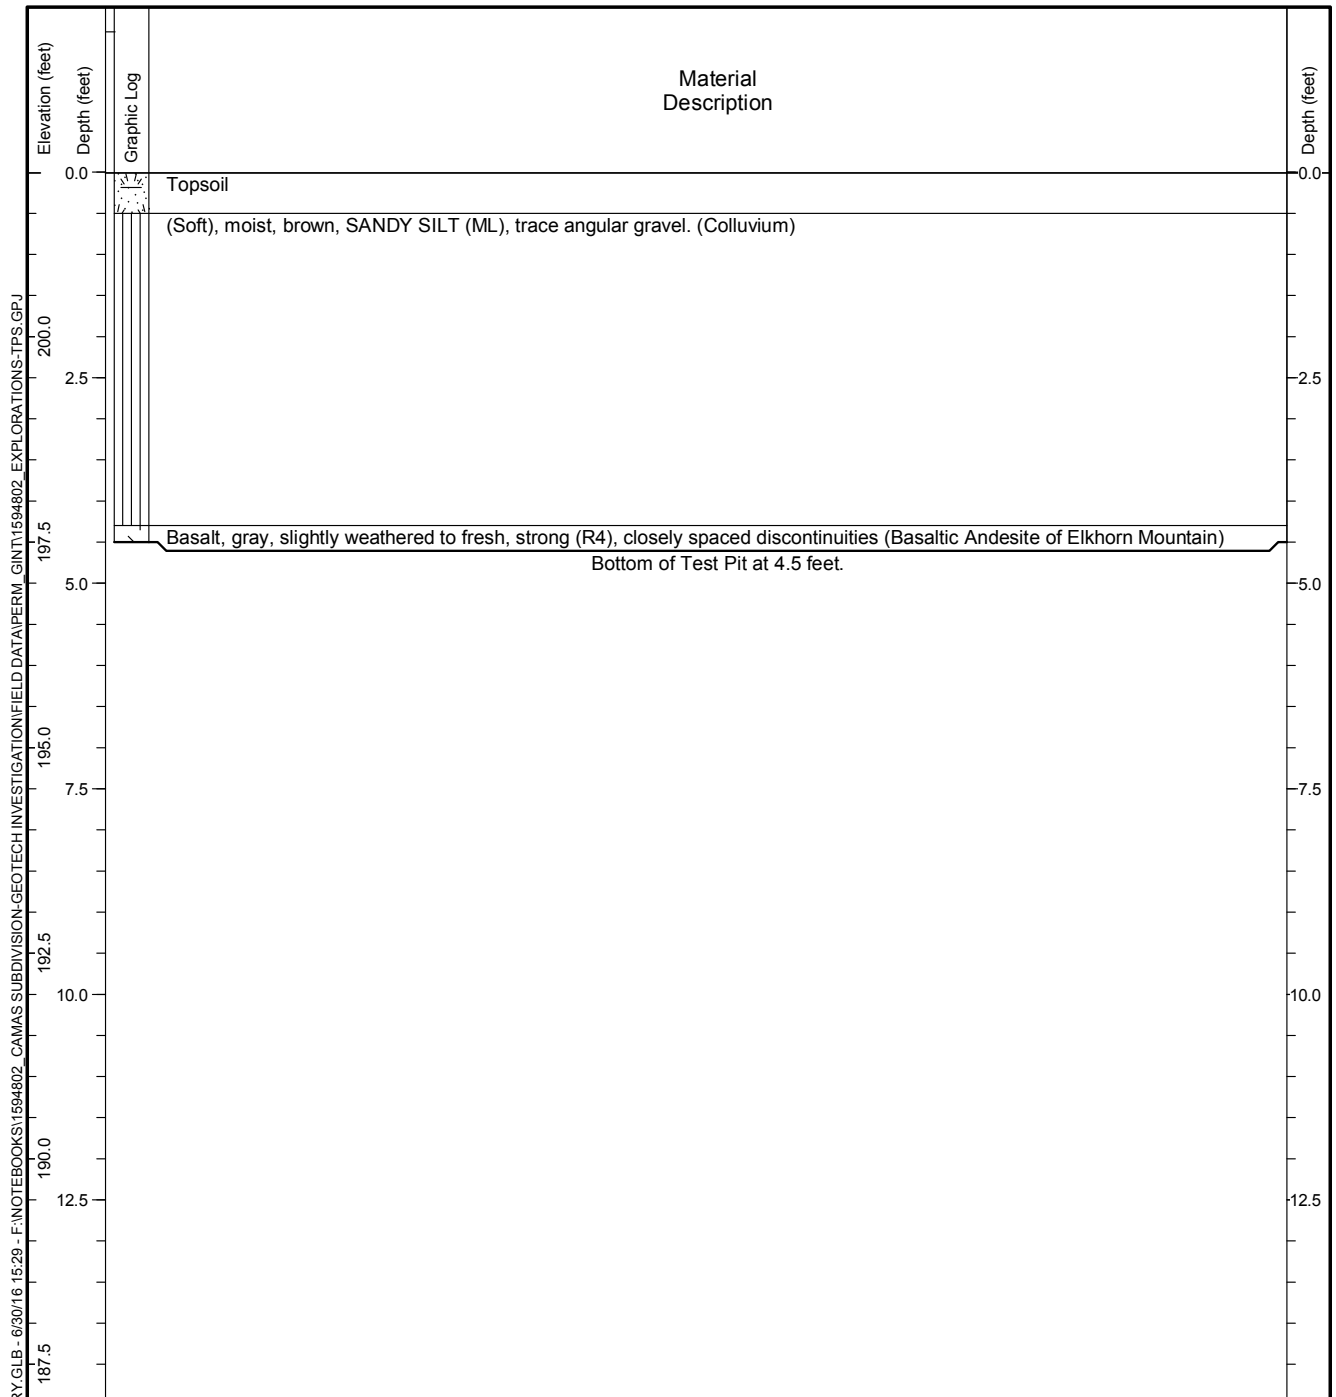 Elevation (feet)
Depth (feet)
Graphic Log
Material
Description
Depth (feet)
0.0
Topsoil
0.0
(Soft), moist, brown, SANDY SILT (ML), trace angular gravel. (Colluvium)
200.0
2.5
2.5
197.5
Basalt, gray, slightly weathered to fresh, strong (R4), closely spaced discontinuities (Basaltic Andesite of Elkhorn Mountain)
Bottom of Test Pit at 4.5 feet.
5.0
5.0
195.0
7.5
7.5
192.5
10.0
10.0
190.0
12.5
12.5
187.5
RY.GLB - 6/30/16 15:29 - F:\NOTEBOOKS\1594802_CAMAS SUBDIVISION-GEOTECH INVESTIGATION\FIELD DATA\PERM_GINT\1594802_EXPLORATIONS-TPS.GPJ